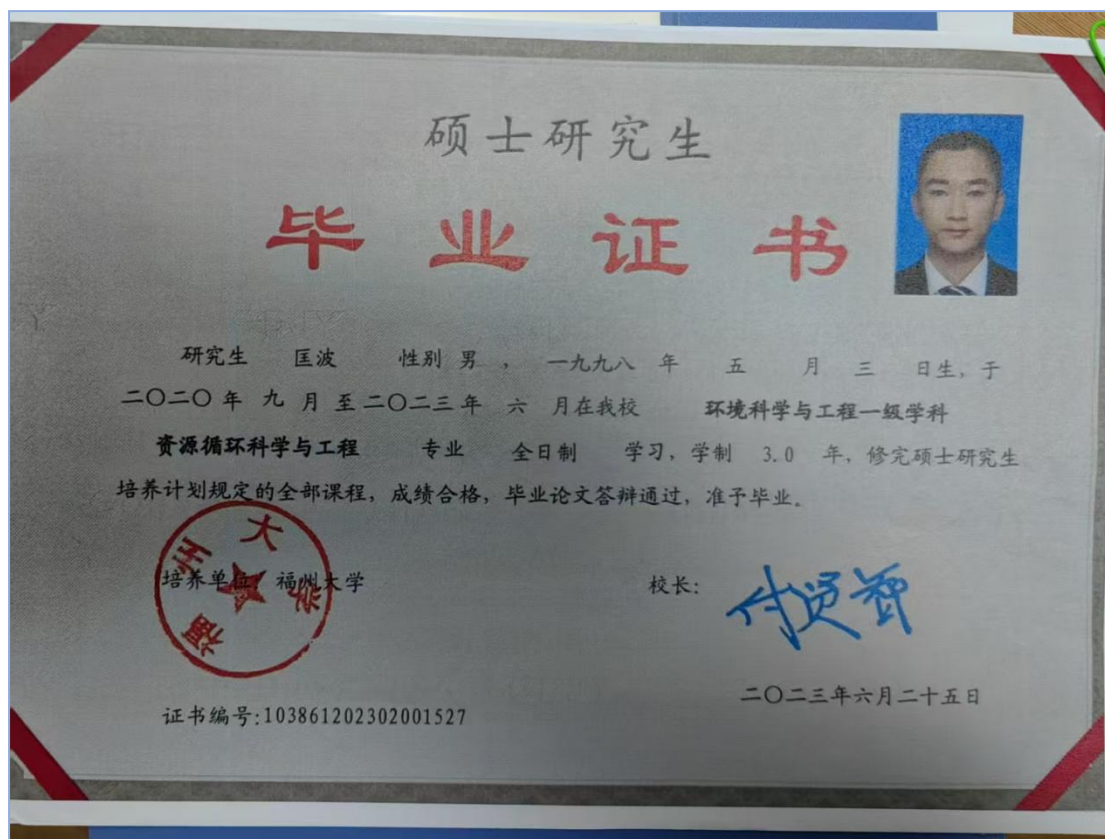 硕士研究生
毕业证书
研究生 匡波 性别 男 , 一九九八 年 五 月 三 日生, 于
二〇二〇年 九 月 至二〇二三年 六 月在我校 环境科学与工程一级学科
资源循环科学与工程 专业 全日制 学习, 学制 3.0 年, 修完硕士研究生
培养计划规定的全部课程, 成绩合格, 毕业论文答辩通过, 准予毕业。
福州大学
培养单位: 福州大学
校长: 付贤智
二〇二三年六月二十五日
证书编号:103861202302001527